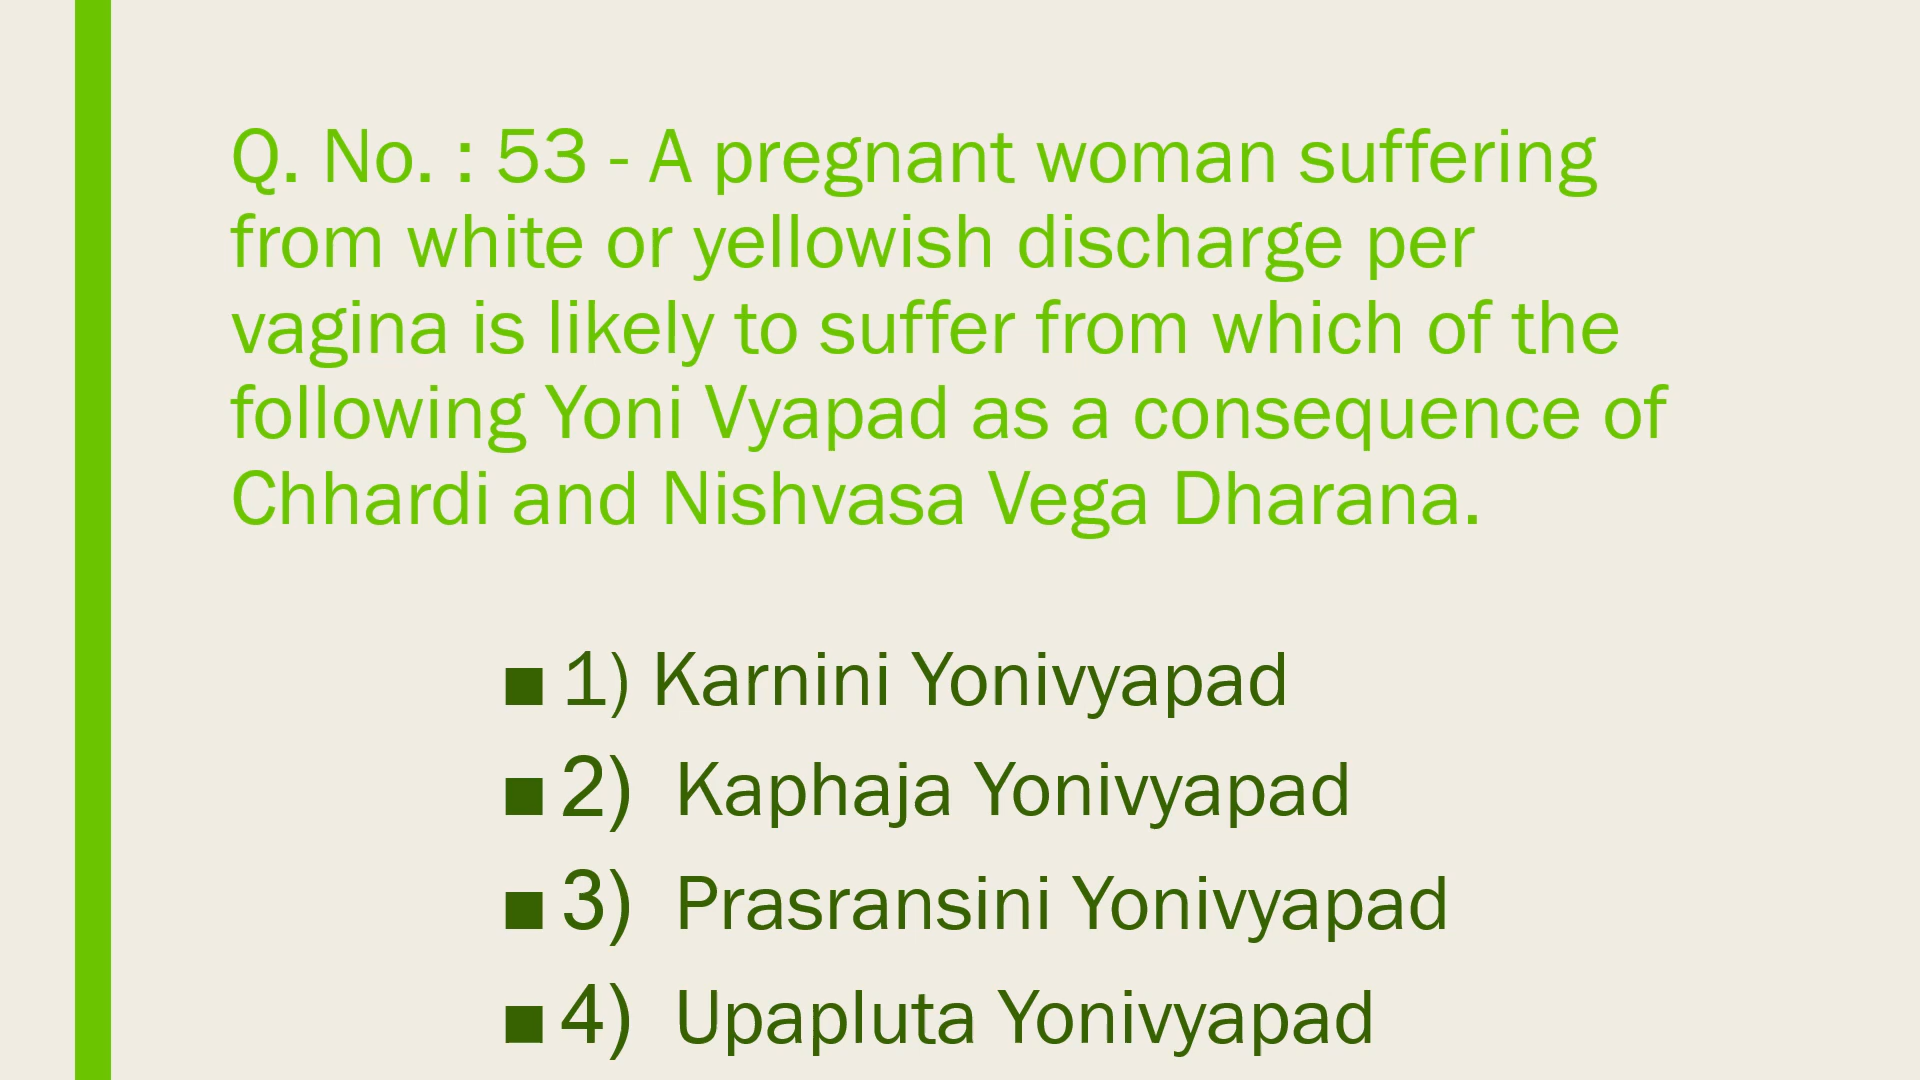 Q. No. : 53 - A pregnant woman suffering
from white or yellowish discharge per
vagina is likely to suffer from which of the
following Yoni Vyapad as a consequence of
Chhardi and Nishvasa Vega Dharana.
■ 1) Karnini Yonivyapad
■ 2) Kaphaja Yonivyapad
■ 3) Prasransini Yonivyapad
■ 4) Upapluta Yonivyapad